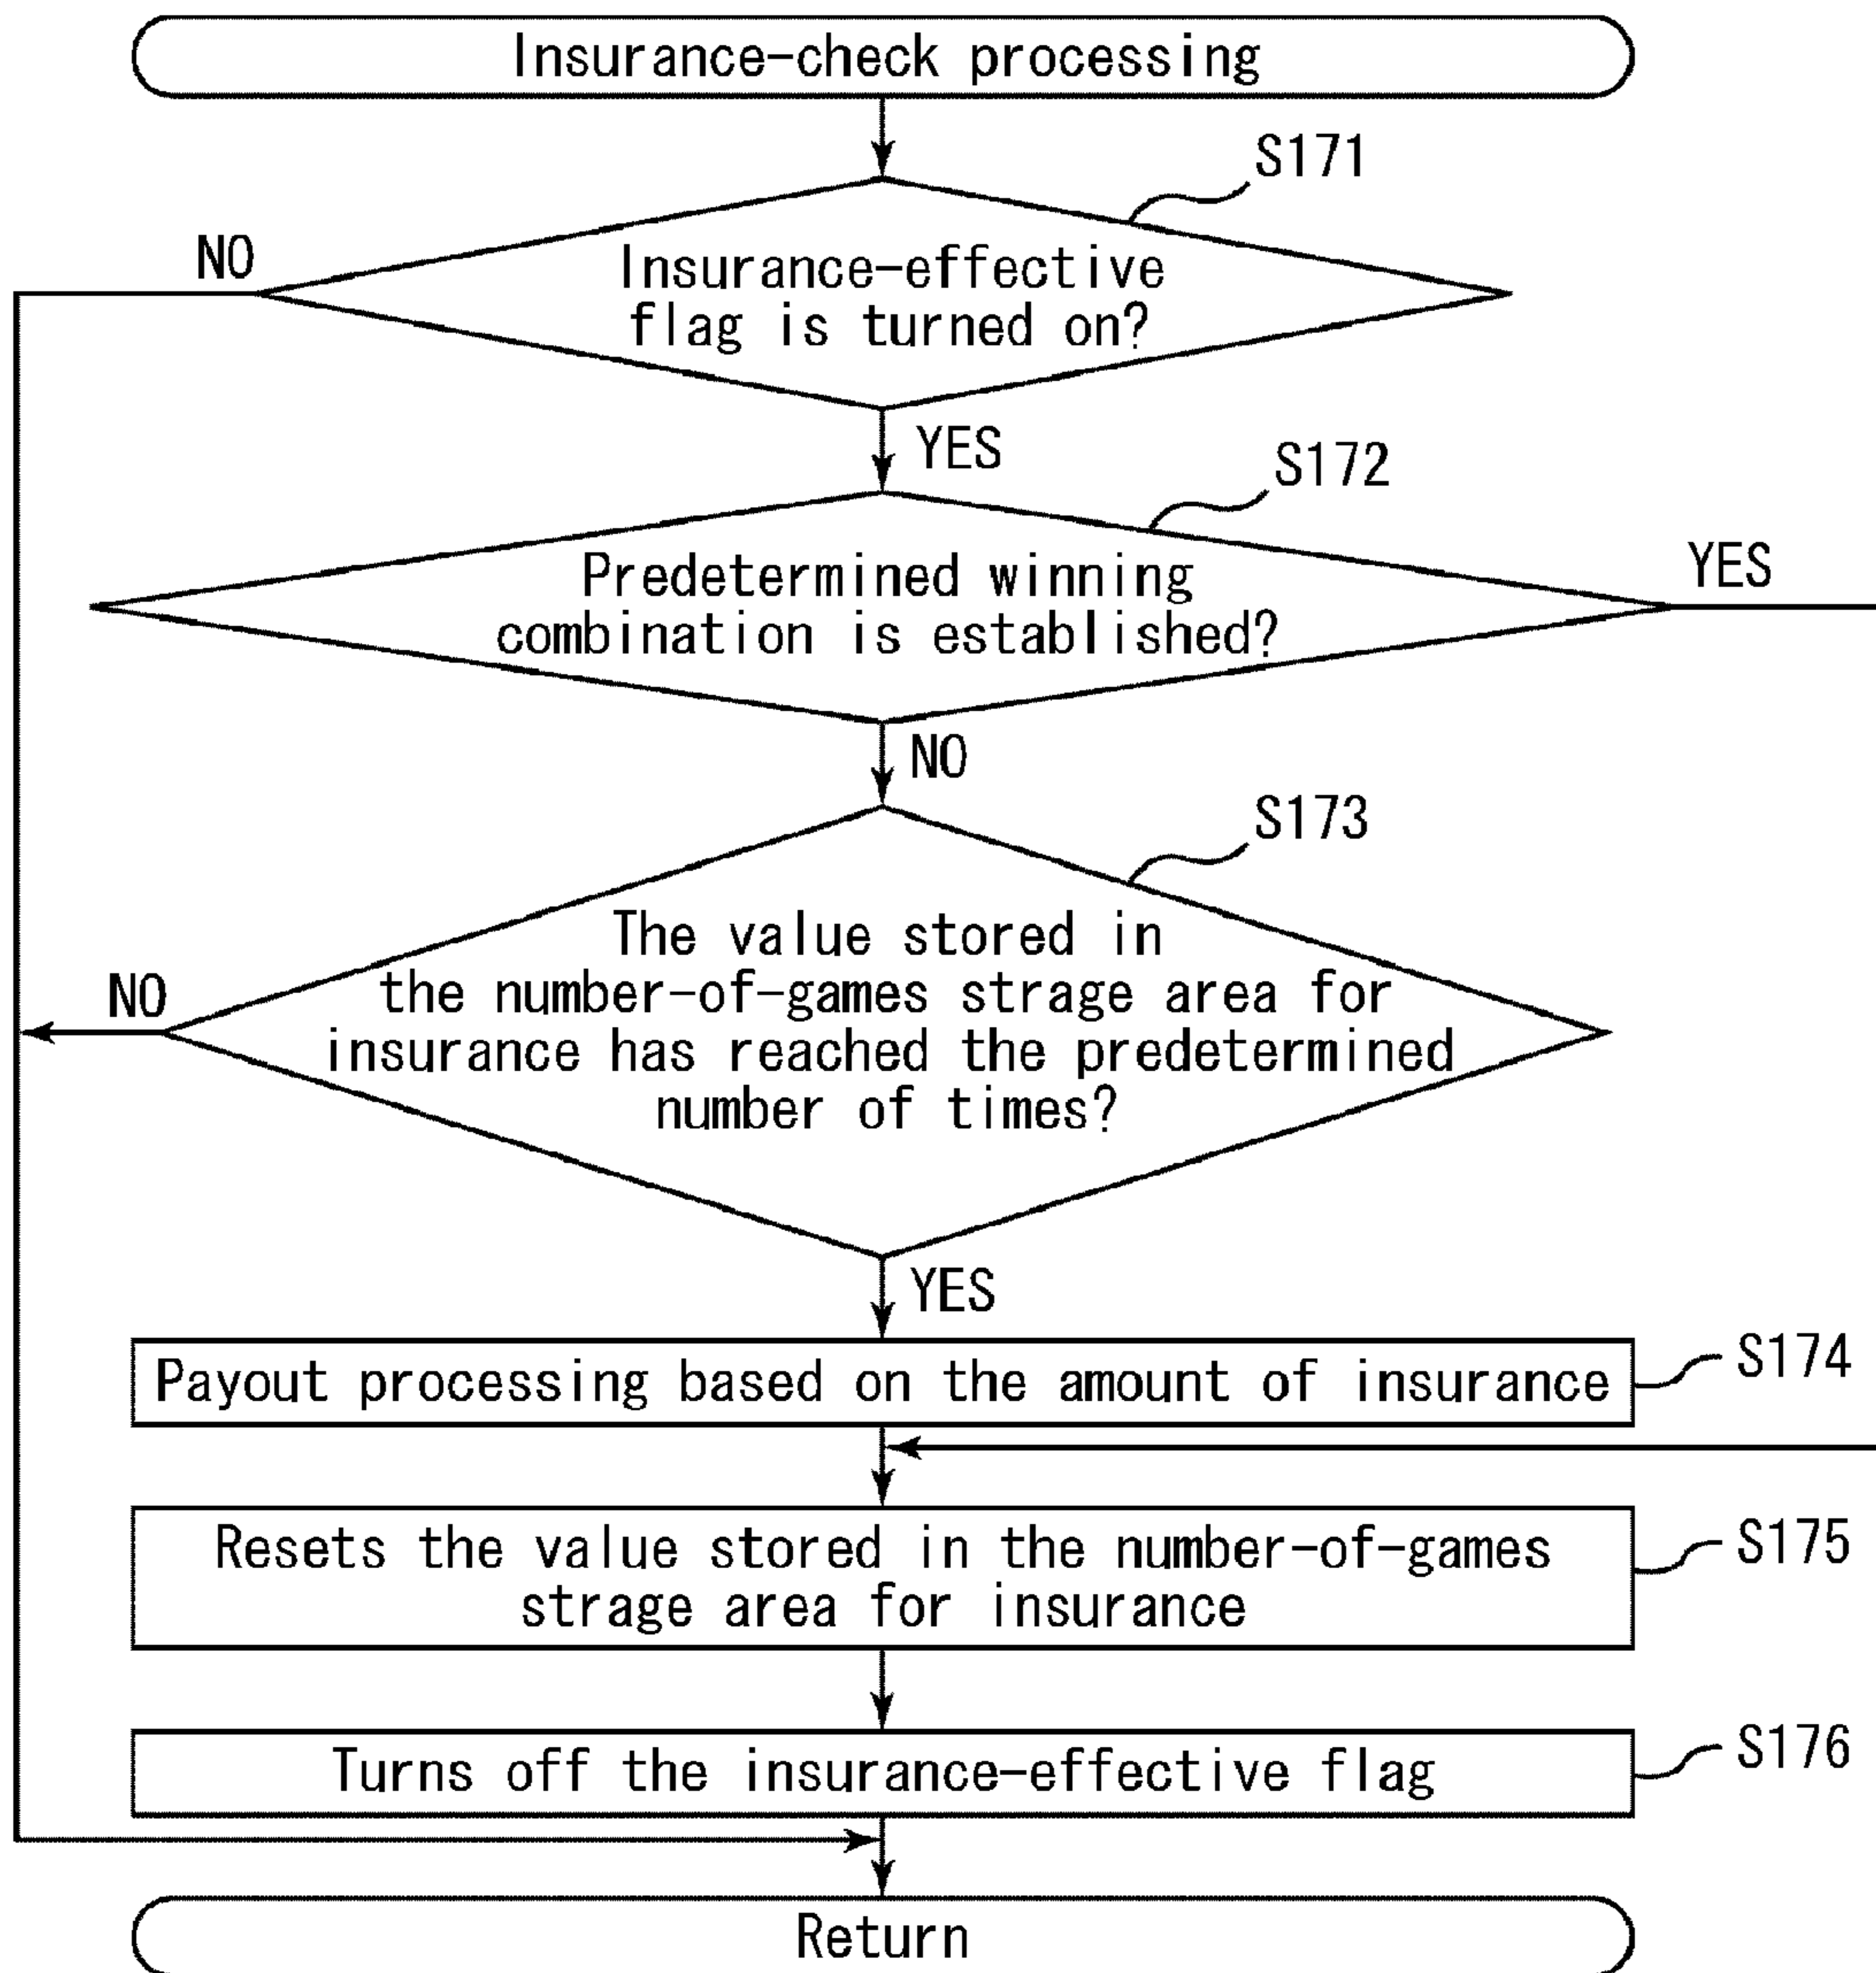 Insurance-check processing
S171
NO
Insurance-effective
flag is turned on?
YES
S172
Predetermined winning
combination is established?
YES
NO
S173
The value stored in
the number-of-games strage area for
insurance has reached the predetermined
number of times?
NO
YES
Payout processing based on the amount of insurance
S174
Resets the value stored in the number-of-games
strage area for insurance
S175
Turns off the insurance-effective flag
S176
Return